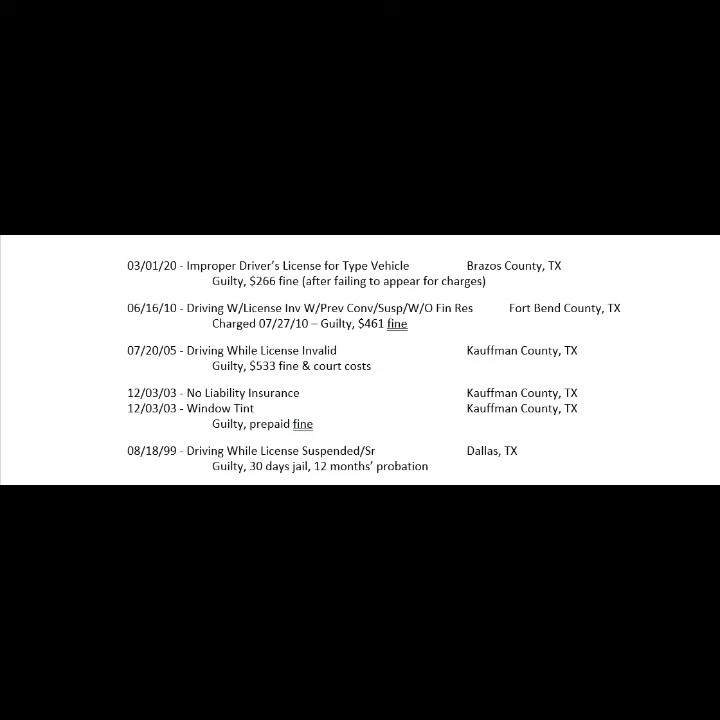 03/01/20 - Improper Driver's License for Type Vehicle Brazos County, TX
Guilty, $266 fine (after failing to appear for charges)
06/16/10 - Driving W/License Inv W/Prev Conv/Susp/W/O Fin Res Fort Bend County, TX
Charged 07/27/10 – Guilty, $461 fine
07/20/05 - Driving While License Invalid Kauffman County, TX
Guilty, $533 fine & court costs
12/03/03 - No Liability Insurance Kauffman County, TX
12/03/03 - Window Tint Kauffman County, TX
Guilty, prepaid fine
08/18/99 - Driving While License Suspended/Sr Dallas, TX
Guilty, 30 days jail, 12 months' probation